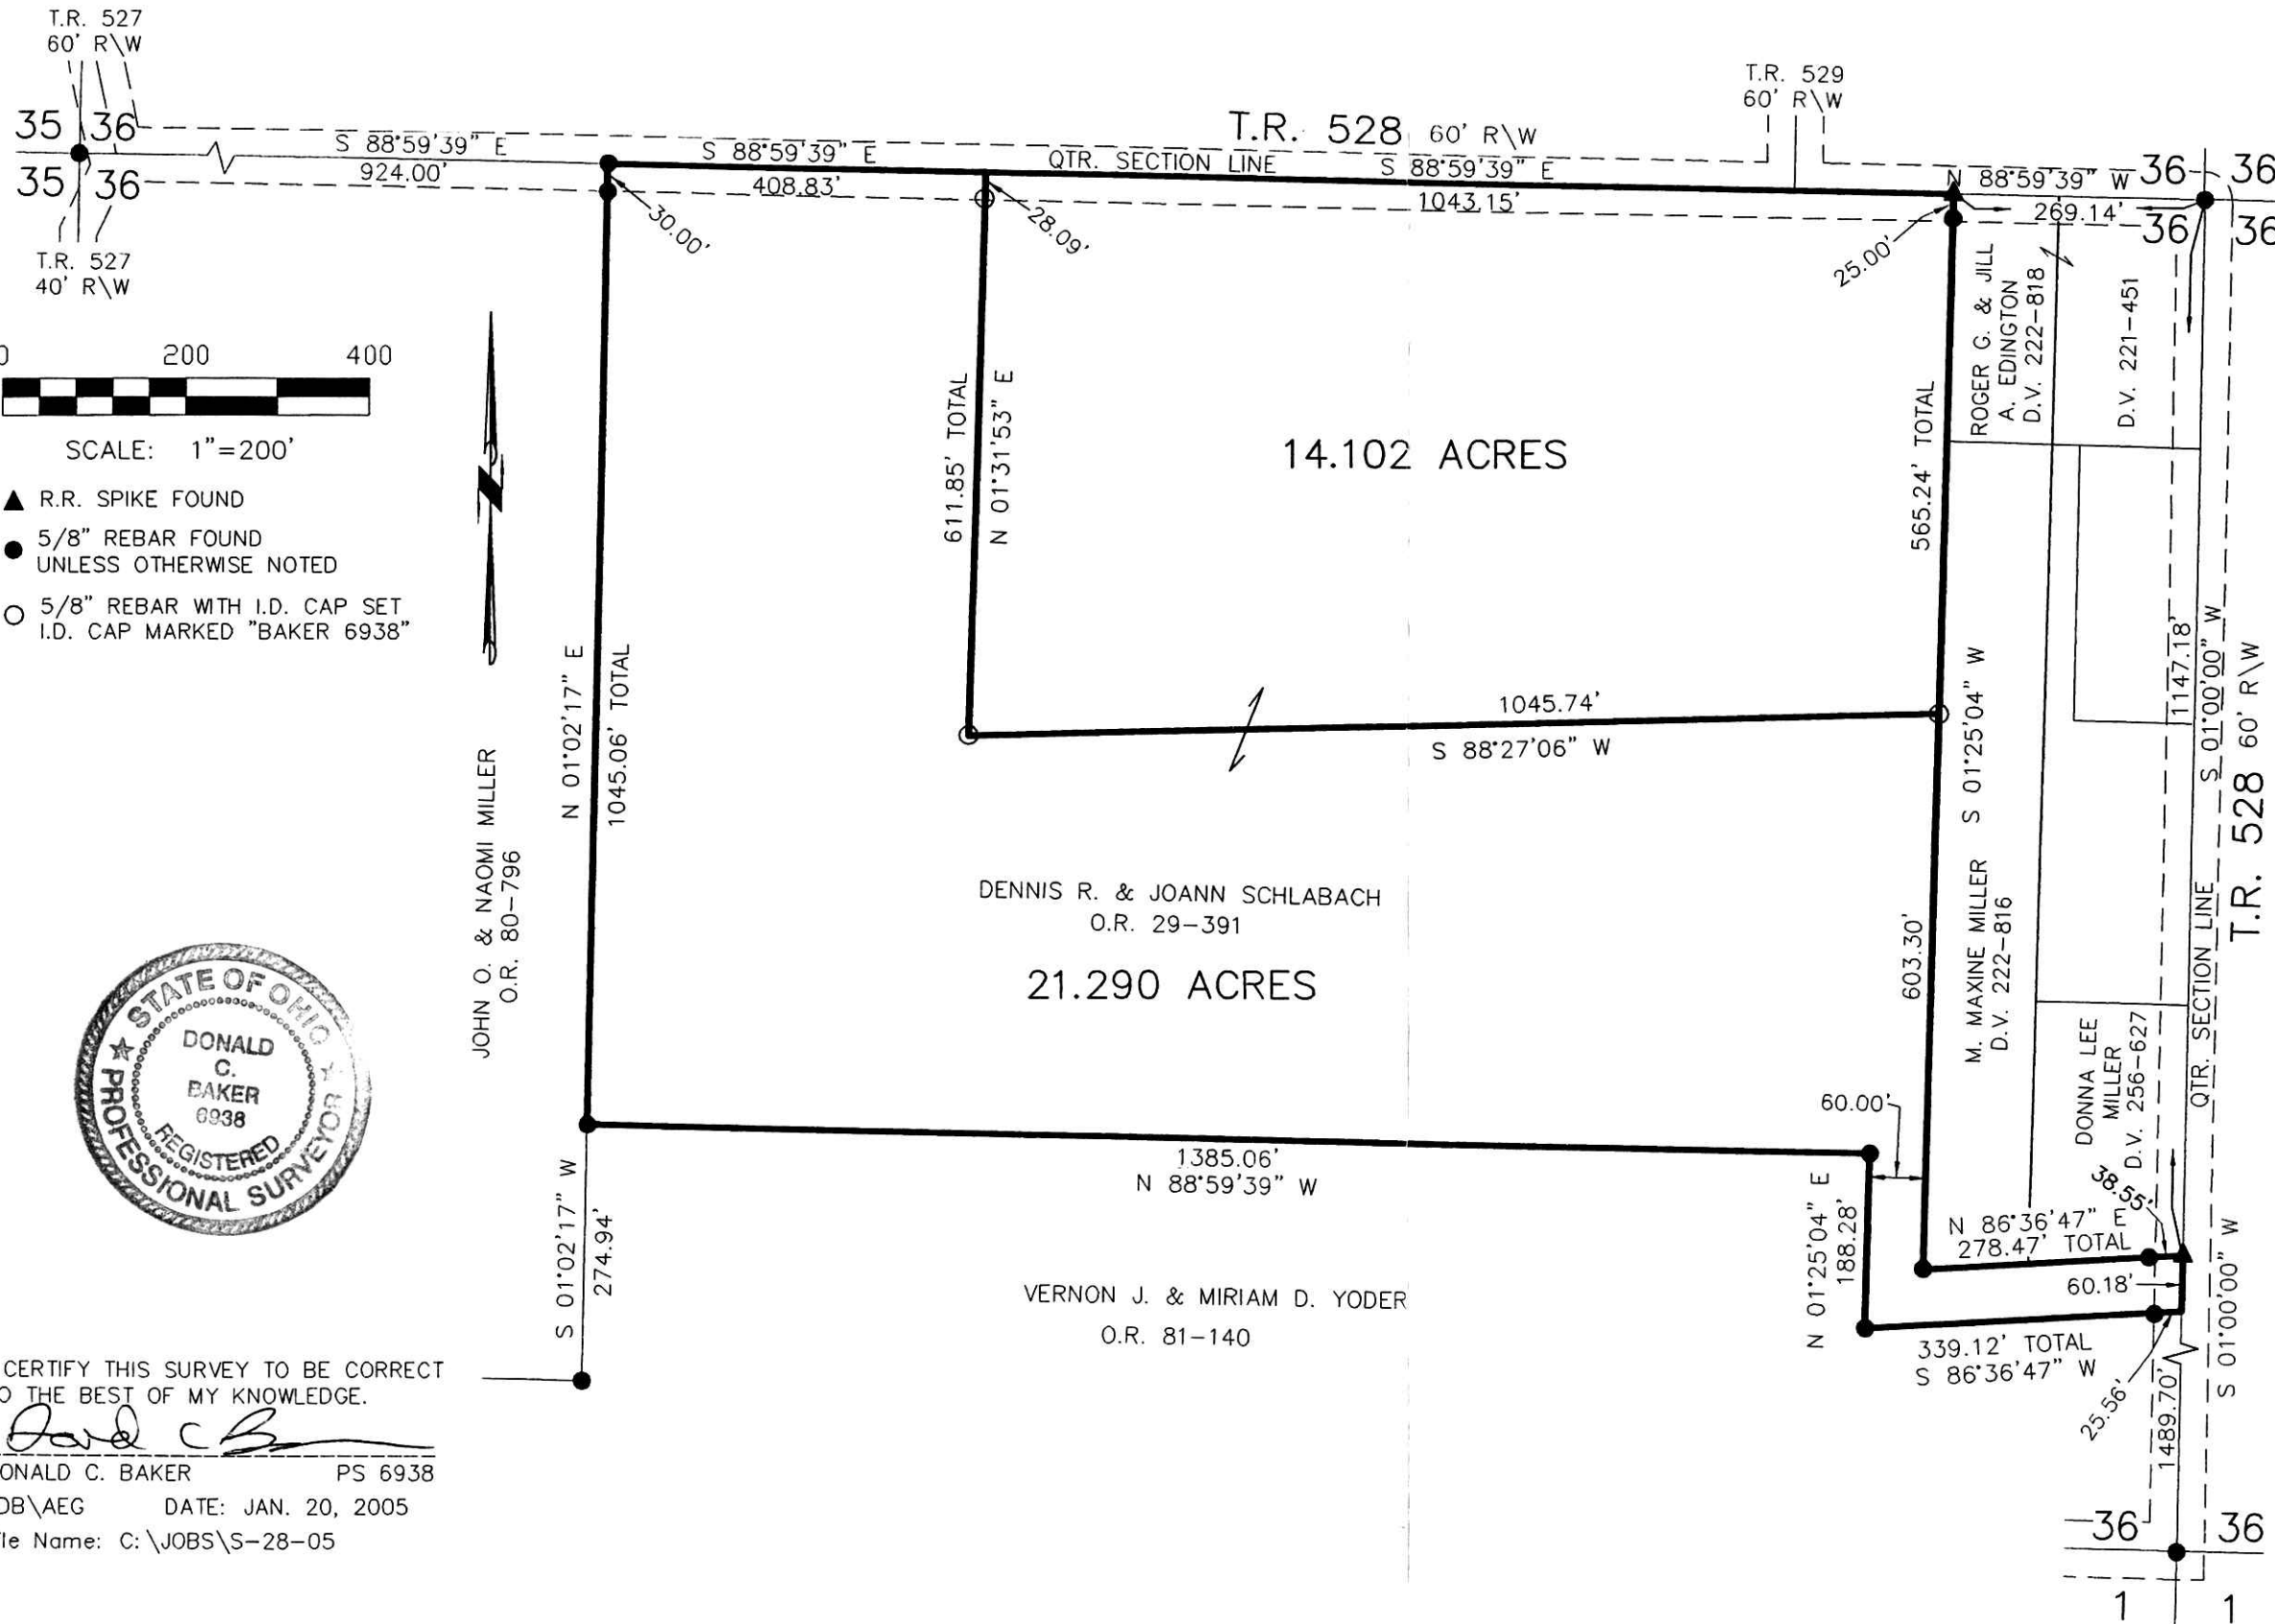 T.R. 527
60' R\W
T.R. 529
60' R\W
T.R. 528 60' R\W
35 36
35 36
S 88°59'39" E
924.00'
S 88°59'39" E
408.83'
QTR. SECTION LINE
S 88°59'39" E
1043.15'
N 88°59'39" W
269.14'
36 36
36 36
30.00'
28.09'
25.00'
T.R. 527
40' R\W
0 200 400
SCALE: 1"=200'
R.R. SPIKE FOUND
5/8" REBAR FOUND
UNLESS OTHERWISE NOTED
5/8" REBAR WITH I.D. CAP SET
I.D. CAP MARKED "BAKER 6938"
N 01°02'17" E
1045.06' TOTAL
611.85' TOTAL
N 01°31'53" E
14.102 ACRES
565.24' TOTAL
S 01°25'04" W
ROGER G. & JILL
A. EDINGTON
D.V. 222-818
D.V. 221-451
1045.74'
S 88°27'06" W
1147.18'
S 01°00'00" W
T.R. 528 60' R\W
QTR. SECTION LINE
JOHN O. & NAOMI MILLER
O.R. 80-796
DENNIS R. & JOANN SCHLABACH
O.R. 29-391
21.290 ACRES
603.30'
M. MAXINE MILLER
D.V. 222-816
DONNA LEE
MILLER
D.V. 256-627
STATE OF OHIO
DONALD
C.
BAKER
6938
REGISTERED
PROFESSIONAL SURVEYOR
60.00'
1385.06'
N 88°59'39" W
S 01°02'17" W
274.94'
N 01°25'04" E
188.28'
38.55'
N 86°36'47" E
278.47' TOTAL
60.18'
339.12' TOTAL
S 86°36'47" W
25.56'
1489.70'
S 01°00'00" W
VERNON J. & MIRIAM D. YODER
O.R. 81-140
CERTIFY THIS SURVEY TO BE CORRECT
THE BEST OF MY KNOWLEDGE.
ONALD C. BAKER PS 6938
DB\AEG DATE: JAN. 20, 2005
le Name: C:\JOBS\S-28-05
36 36
1 1